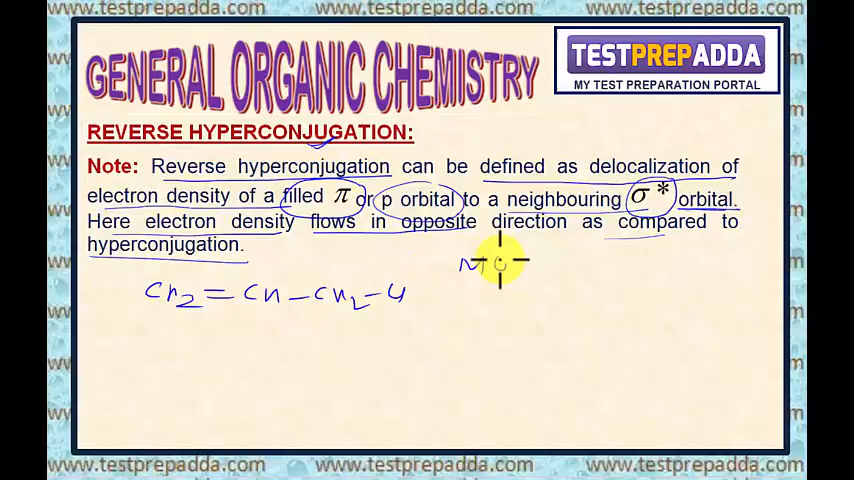 www.testprepadda.com www.testprepadda.com www.testprepadda.com
GENERAL ORGANIC CHEMISTRY
TESTPREPADDA
MY TEST PREPARATION PORTAL
REVERSE HYPERCONJUGATION:
Note: Reverse hyperconjugation can be defined as delocalization of
electron density of a filled π or p orbital to a neighbouring σ* orbital.
Here electron density flows in opposite direction as compared to
hyperconjugation.
CH2 = CH – CH2 – H
www.testprepadda.com www.testprepadda.com www.testprepadda.com